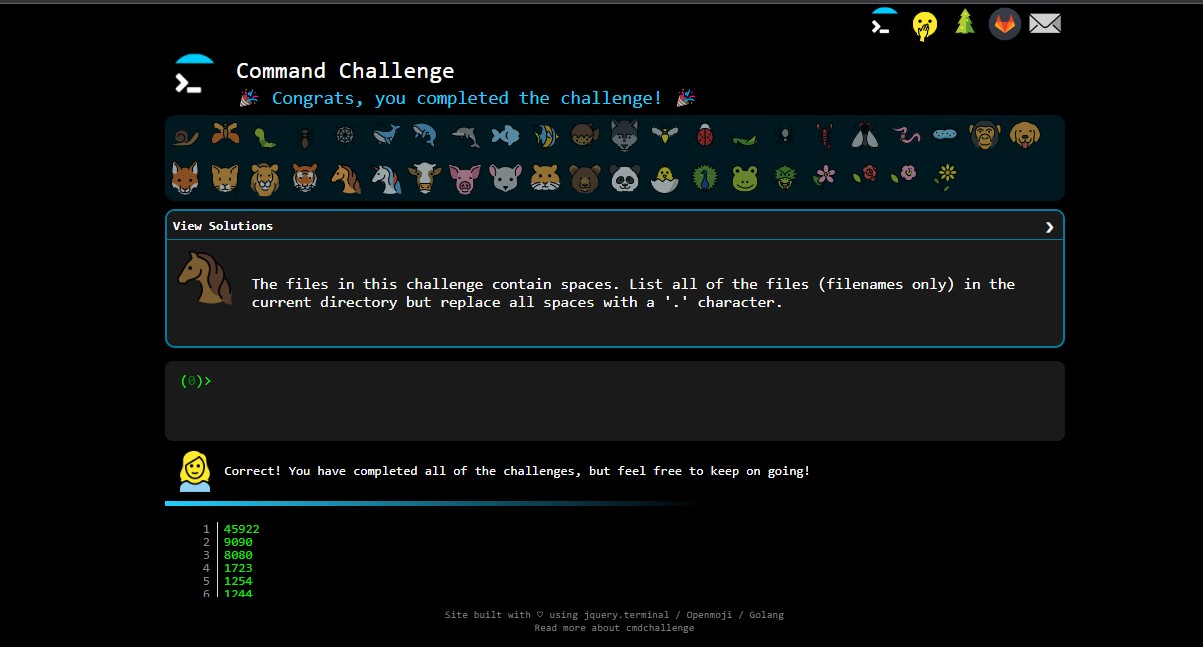 Command Challenge
🎉 Congrats, you completed the challenge! 🎉
View Solutions ❯
The files in this challenge contain spaces. List all of the files (filenames only) in the
current directory but replace all spaces with a '.' character.
(0)>
Correct! You have completed all of the challenges, but feel free to keep on going!
1 45922
2 9090
3 8080
4 1723
5 1254
6 1244
Site built with ♡ using jquery.terminal / Openmoji / Golang
Read more about cmdchallenge